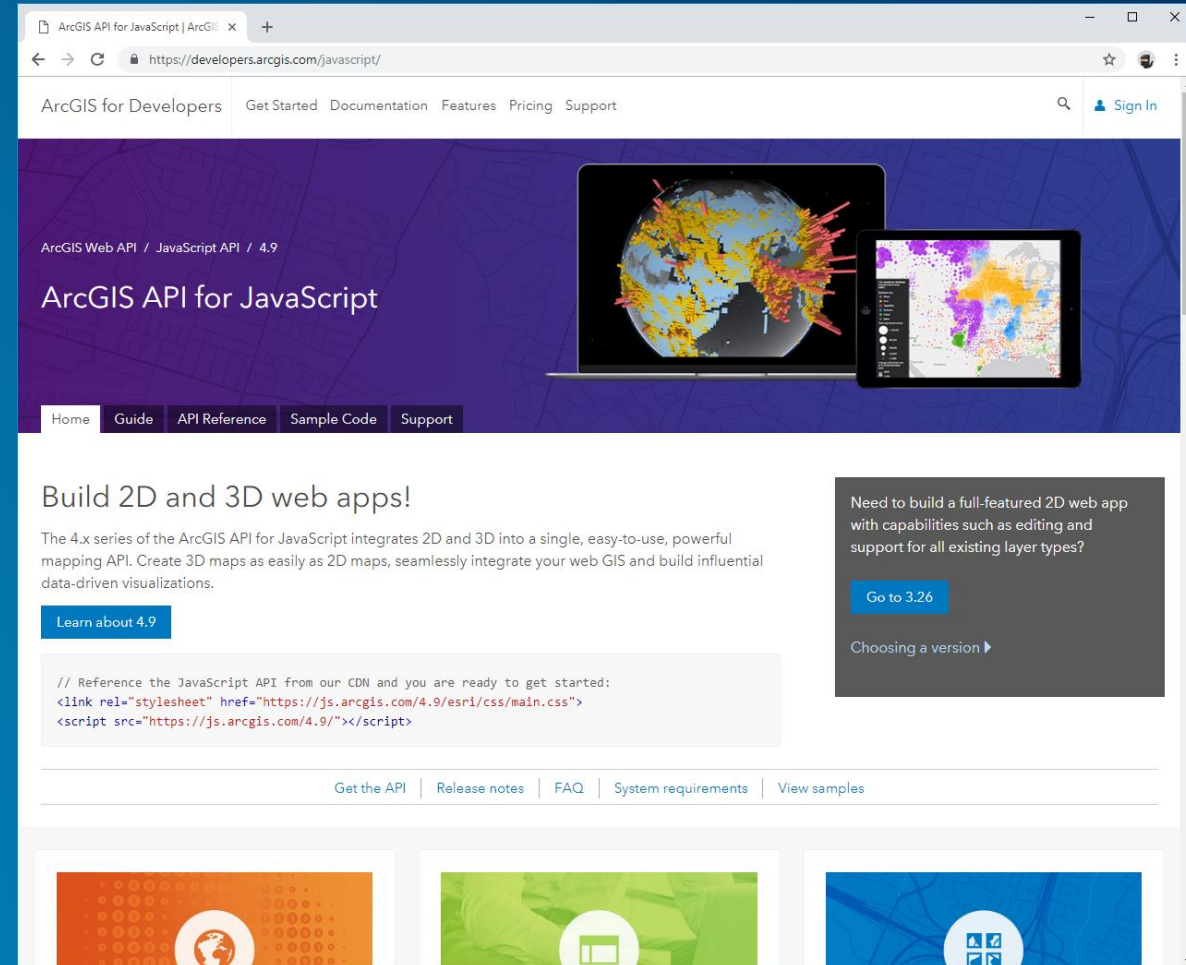 ArcGIS API for JavaScript | ArcGIS
https://developers.arcgis.com/javascript/
ArcGIS for Developers Get Started Documentation Features Pricing Support Sign In
ArcGIS Web API / JavaScript API / 4.9
ArcGIS API for JavaScript
Home Guide API Reference Sample Code Support
Build 2D and 3D web apps!
The 4.x series of the ArcGIS API for JavaScript integrates 2D and 3D into a single, easy-to-use, powerful
mapping API. Create 3D maps as easily as 2D maps, seamlessly integrate your web GIS and build influential
data-driven visualizations.
Learn about 4.9
// Reference the JavaScript API from our CDN and you are ready to get started:
<link rel="stylesheet" href="https://js.arcgis.com/4.9/esri/css/main.css">
<script src="https://js.arcgis.com/4.9/"></script>
Need to build a full-featured 2D web app
with capabilities such as editing and
support for all existing layer types?
Go to 3.26
Choosing a version
Get the API | Release notes | FAQ | System requirements | View samples